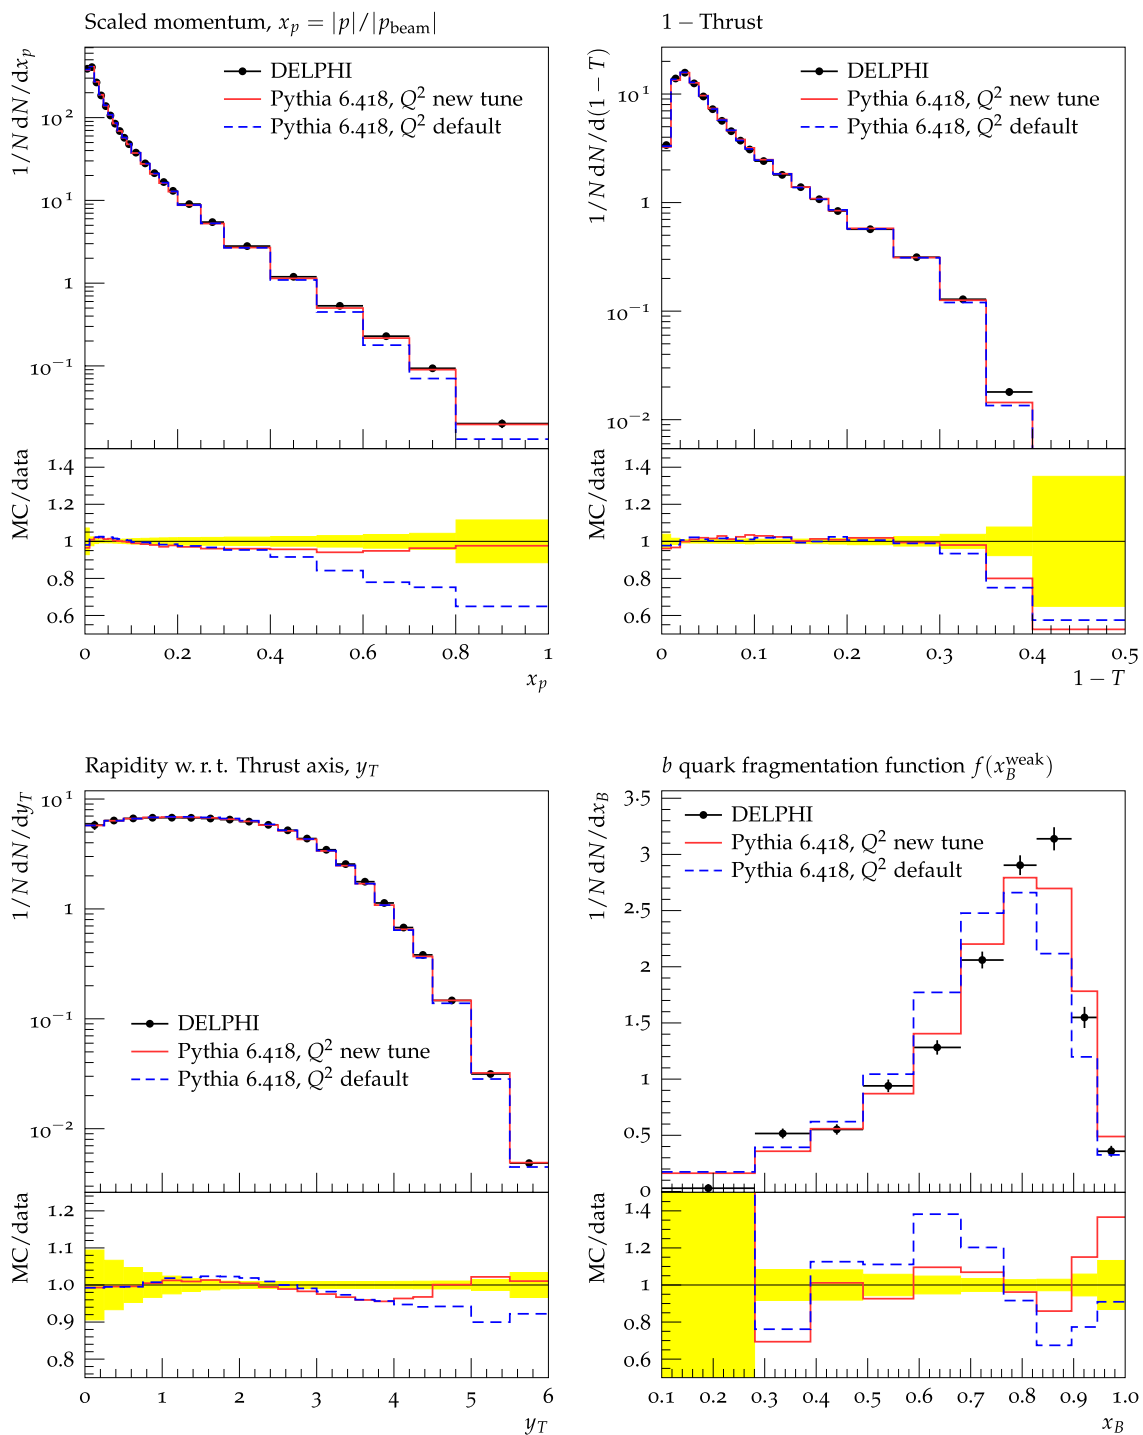 Scaled momentum, xₚ = |p|/|p_beam|
1/N dN/dxₚ
DELPHI
Pythia 6.418, Q² new tune
Pythia 6.418, Q² default
10²
10¹
1
10⁻¹
MC/data
1.4
1.2
1
0.8
0.6
0 0.2 0.4 0.6 0.8 1
xₚ
1 − Thrust
1/N dN/d(1 − T)
DELPHI
Pythia 6.418, Q² new tune
Pythia 6.418, Q² default
10¹
1
10⁻¹
10⁻²
MC/data
1.4
1.2
1
0.8
0.6
0 0.1 0.2 0.3 0.4 0.5
1 − T
Rapidity w. r. t. Thrust axis, y_T
1/N dN/dy_T
10¹
1
10⁻¹
10⁻²
DELPHI
Pythia 6.418, Q² new tune
Pythia 6.418, Q² default
MC/data
1.2
1.1
1.0
0.9
0.8
0 1 2 3 4 5 6
y_T
b quark fragmentation function f(x_B^weak)
1/N dN/dx_B
DELPHI
Pythia 6.418, Q² new tune
Pythia 6.418, Q² default
3.5
3
2.5
2
1.5
1
0.5
0
MC/data
1.4
1.2
1
0.8
0.6
0.1 0.2 0.3 0.4 0.5 0.6 0.7 0.8 0.9 1.0
x_B